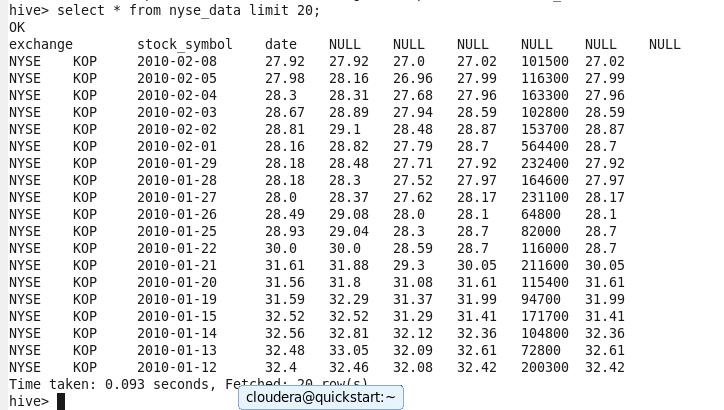 hive> select * from nyse_data limit 20;
OK
exchange stock_symbol date NULL NULL NULL NULL NULL NULL
NYSE KOP 2010-02-08 27.92 27.92 27.0 27.02 101500 27.02
NYSE KOP 2010-02-05 27.98 28.16 26.96 27.99 116300 27.99
NYSE KOP 2010-02-04 28.3 28.31 27.68 27.96 163300 27.96
NYSE KOP 2010-02-03 28.67 28.89 27.94 28.59 102800 28.59
NYSE KOP 2010-02-02 28.81 29.1 28.48 28.87 153700 28.87
NYSE KOP 2010-02-01 28.16 28.82 27.79 28.7 564400 28.7
NYSE KOP 2010-01-29 28.18 28.48 27.71 27.92 232400 27.92
NYSE KOP 2010-01-28 28.18 28.3 27.52 27.97 164600 27.97
NYSE KOP 2010-01-27 28.0 28.37 27.62 28.17 231100 28.17
NYSE KOP 2010-01-26 28.49 29.08 28.0 28.1 64800 28.1
NYSE KOP 2010-01-25 28.93 29.04 28.3 28.7 82000 28.7
NYSE KOP 2010-01-22 30.0 30.0 28.59 28.7 116000 28.7
NYSE KOP 2010-01-21 31.61 31.88 29.3 30.05 211600 30.05
NYSE KOP 2010-01-20 31.56 31.8 31.08 31.61 115400 31.61
NYSE KOP 2010-01-19 31.59 32.29 31.37 31.99 94700 31.99
NYSE KOP 2010-01-15 32.52 32.52 31.29 31.41 171700 31.41
NYSE KOP 2010-01-14 32.56 32.81 32.12 32.36 104800 32.36
NYSE KOP 2010-01-13 32.48 33.05 32.09 32.61 72800 32.61
NYSE KOP 2010-01-12 32.4 32.46 32.08 32.42 200300 32.42
Time taken: 0.093 seconds, Fetched: 20 row(s)
hive>
cloudera@quickstart:~